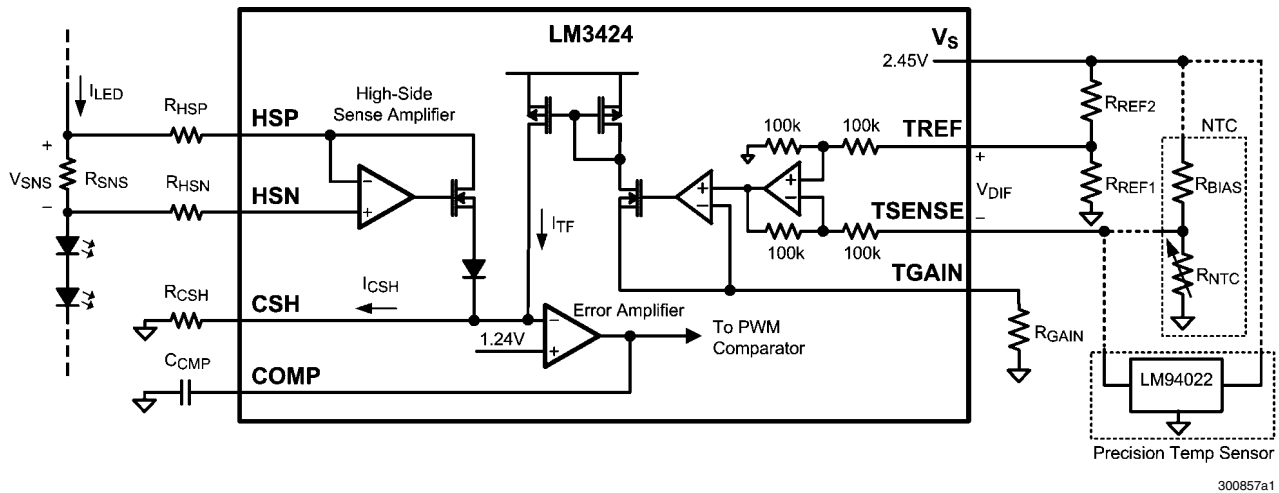 LM3424
VS
2.45V
ILED
RHSP
HSP
High-Side
Sense Amplifier
100k
100k
TREF
RREF2
NTC
+
VSNS
−
RSNS
RHSN
HSN
−
+
+
−
+
−
+
VDIF
−
RREF1
RBIAS
TSENSE
100k
100k
ITF
TGAIN
RNTC
RCSH
CSH
ICSH
Error Amplifier
1.24V
−
+
To PWM
Comparator
RGAIN
CCMP
COMP
LM94022
Precision Temp Sensor
300857a1